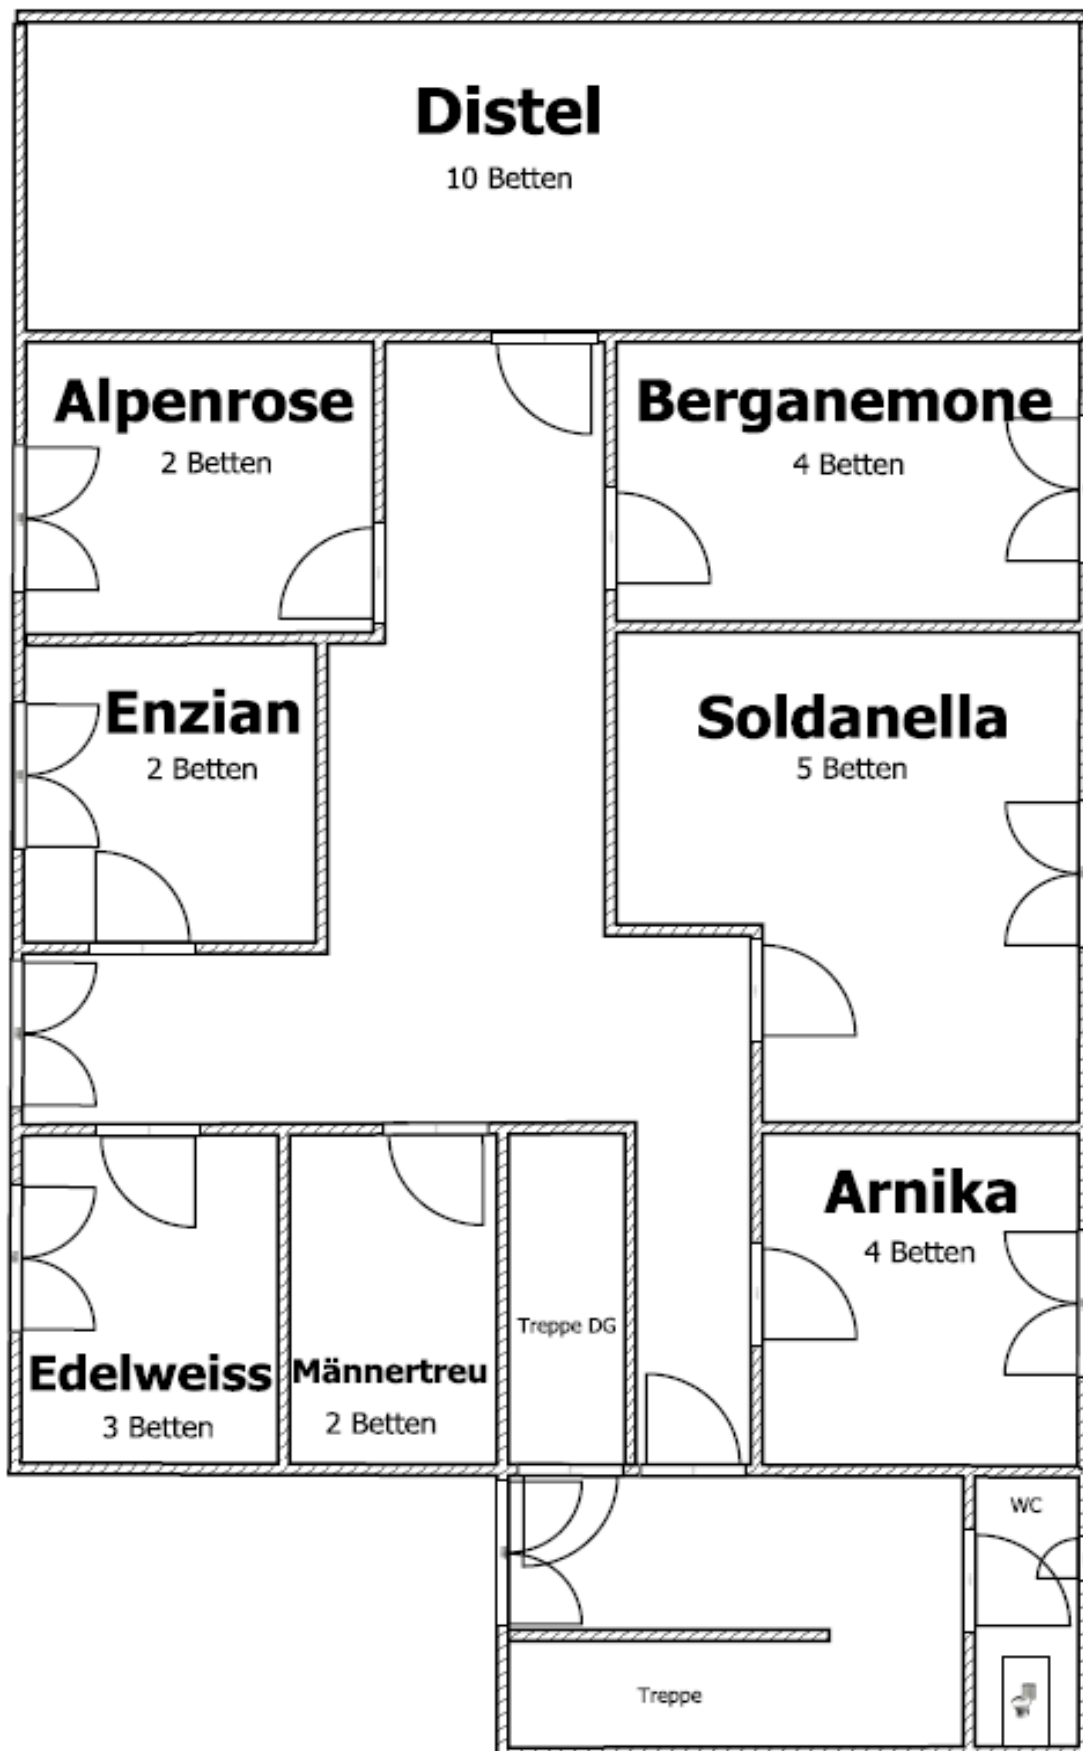 Distel
10 Betten
Alpenrose
2 Betten
Berganemone
4 Betten
Enzian
2 Betten
Soldanella
5 Betten
Arnika
4 Betten
Treppe DG
Edelweiss
3 Betten
Männertreu
2 Betten
WC
Treppe